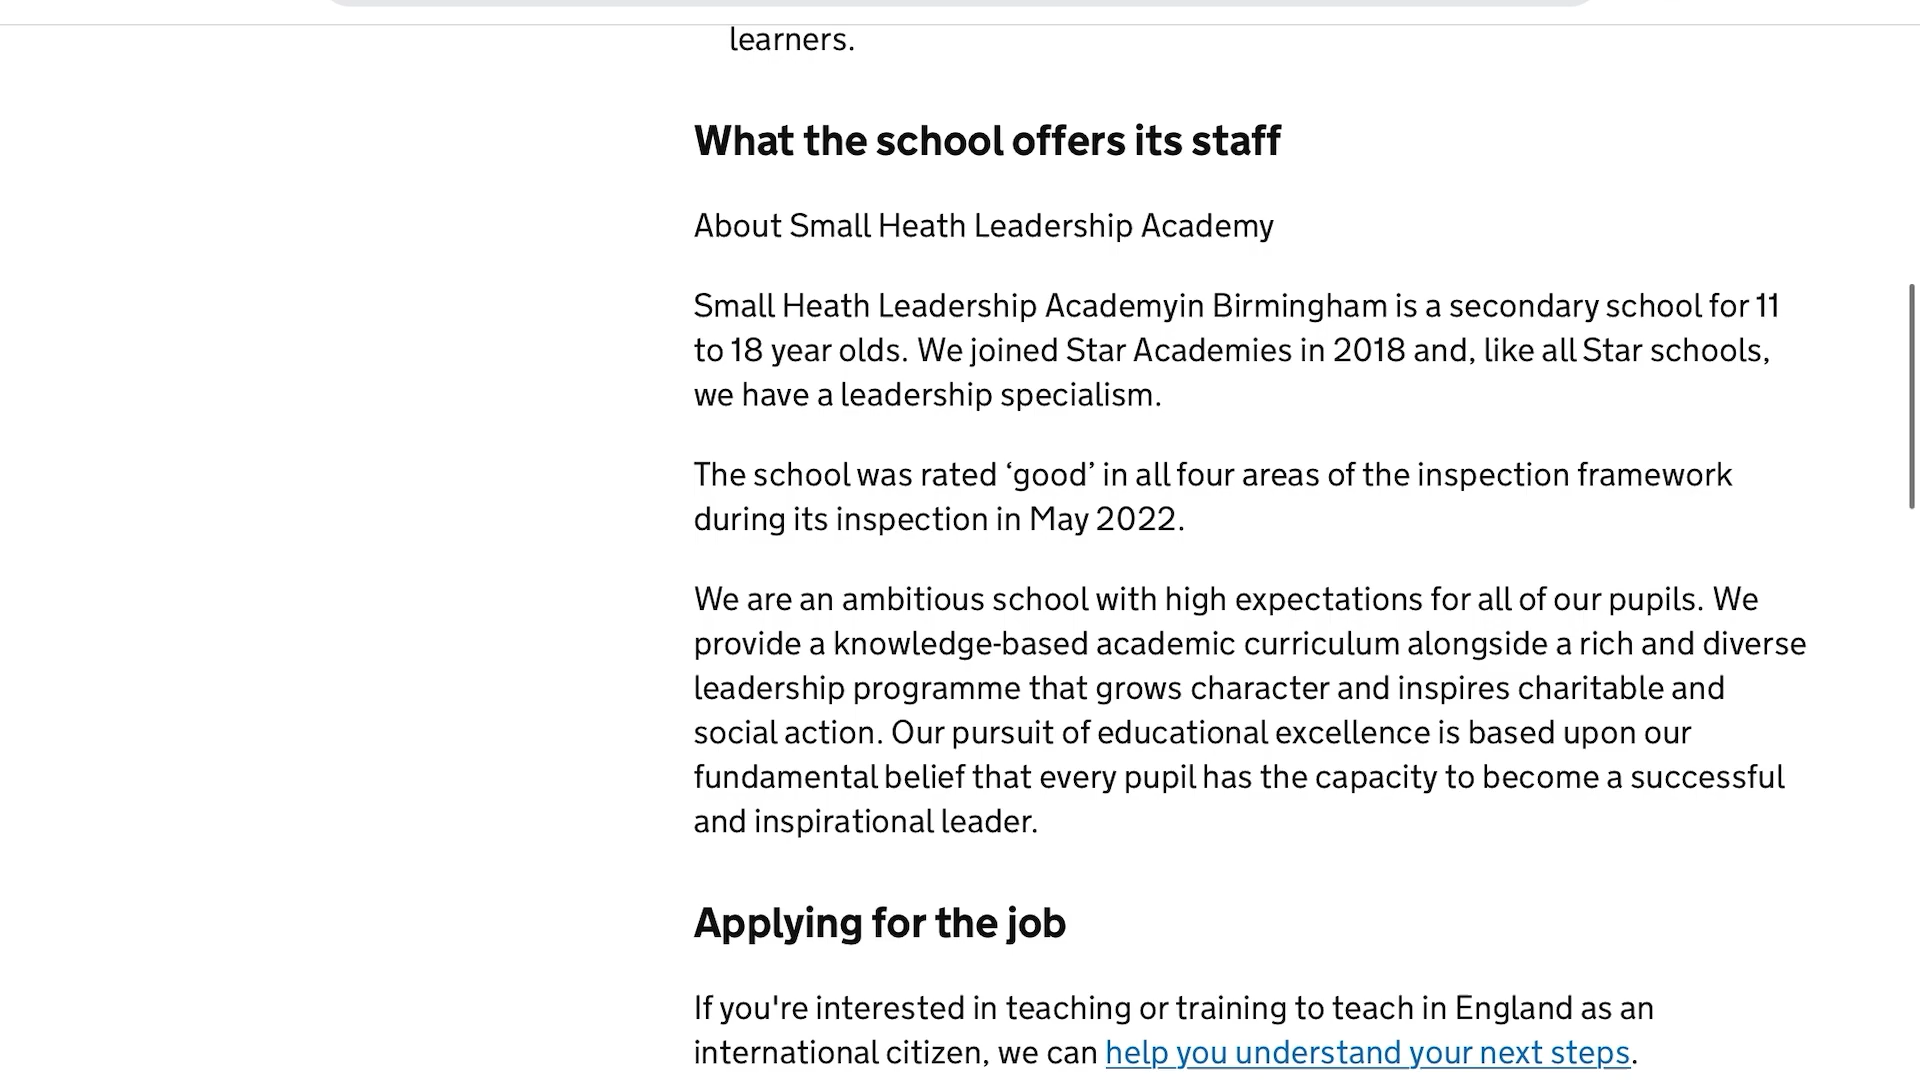 learners.
What the school offers its staff
About Small Heath Leadership Academy
Small Heath Leadership Academyin Birmingham is a secondary school for 11
to 18 year olds. We joined Star Academies in 2018 and, like all Star schools,
we have a leadership specialism.
The school was rated ‘good’ in all four areas of the inspection framework
during its inspection in May 2022.
We are an ambitious school with high expectations for all of our pupils. We
provide a knowledge-based academic curriculum alongside a rich and diverse
leadership programme that grows character and inspires charitable and
social action. Our pursuit of educational excellence is based upon our
fundamental belief that every pupil has the capacity to become a successful
and inspirational leader.
Applying for the job
If you're interested in teaching or training to teach in England as an
international citizen, we can help you understand your next steps.